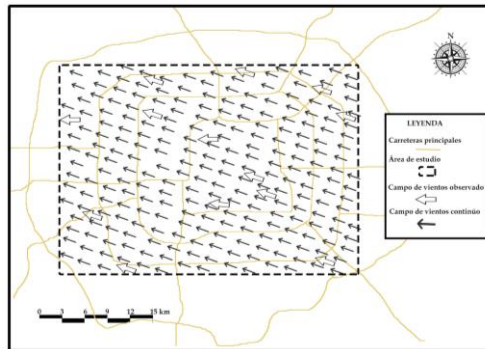 N
LEYENDA
Carreteras principales
Área de estudio
Campo de vientos observado
Campo de vientos continúo
0 3 6 9 12 15 km